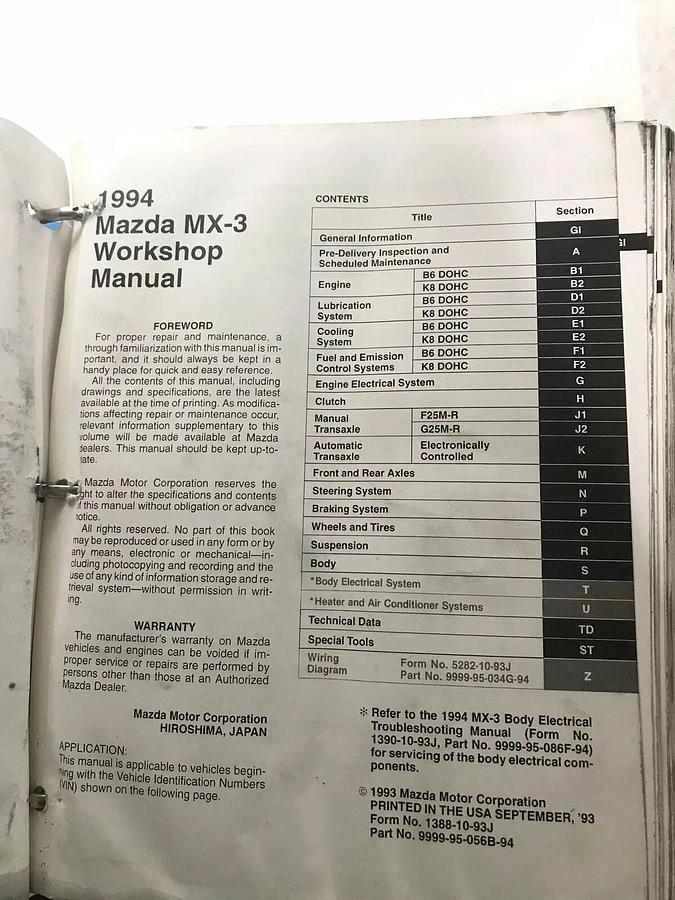 1994
Mazda MX-3
Workshop
Manual
FOREWORD
For proper repair and maintenance, a
through familiarization with this manual is im-
portant, and it should always be kept in a
handy place for quick and easy reference.
All the contents of this manual, including
drawings and specifications, are the latest
available at the time of printing. As modifica-
tions affecting repair or maintenance occur,
relevant information supplementary to this
volume will be made available at Mazda
dealers. This manual should be kept up-to-
date.
Mazda Motor Corporation reserves the
right to alter the specifications and contents
of this manual without obligation or advance
notice.
All rights reserved. No part of this book
may be reproduced or used in any form or by
any means, electronic or mechanical—in-
cluding photocopying and recording and the
use of any kind of information storage and re-
trieval system—without permission in writ-
ing.
WARRANTY
The manufacturer's warranty on Mazda
vehicles and engines can be voided if im-
proper service or repairs are performed by
persons other than those at an Authorized
Mazda Dealer.
Mazda Motor Corporation
HIROSHIMA, JAPAN
APPLICATION:
This manual is applicable to vehicles begin-
ning with the Vehicle Identification Numbers
(VIN) shown on the following page.
CONTENTS
Title Section
General Information GI
Pre-Delivery Inspection and
Scheduled Maintenance A
Engine B6 DOHC B1
K8 DOHC B2
Lubrication
System B6 DOHC D1
K8 DOHC D2
Cooling
System B6 DOHC E1
K8 DOHC E2
Fuel and Emission
Control Systems B6 DOHC F1
K8 DOHC F2
Engine Electrical System G
Clutch H
Manual
Transaxle F25M-R J1
G25M-R J2
Automatic
Transaxle Electronically
Controlled K
Front and Rear Axles M
Steering System N
Braking System P
Wheels and Tires Q
Suspension R
Body S
*Body Electrical System T
*Heater and Air Conditioner Systems U
Technical Data TD
Special Tools ST
Wiring
Diagram Form No. 5282-10-93J
Part No. 9999-95-034G-94 Z
* Refer to the 1994 MX-3 Body Electrical
Troubleshooting Manual (Form No.
1390-10-93J, Part No. 9999-95-086F-94)
for servicing of the body electrical com-
ponents.
© 1993 Mazda Motor Corporation
PRINTED IN THE USA SEPTEMBER, '93
Form No. 1388-10-93J
Part No. 9999-95-056B-94
GI